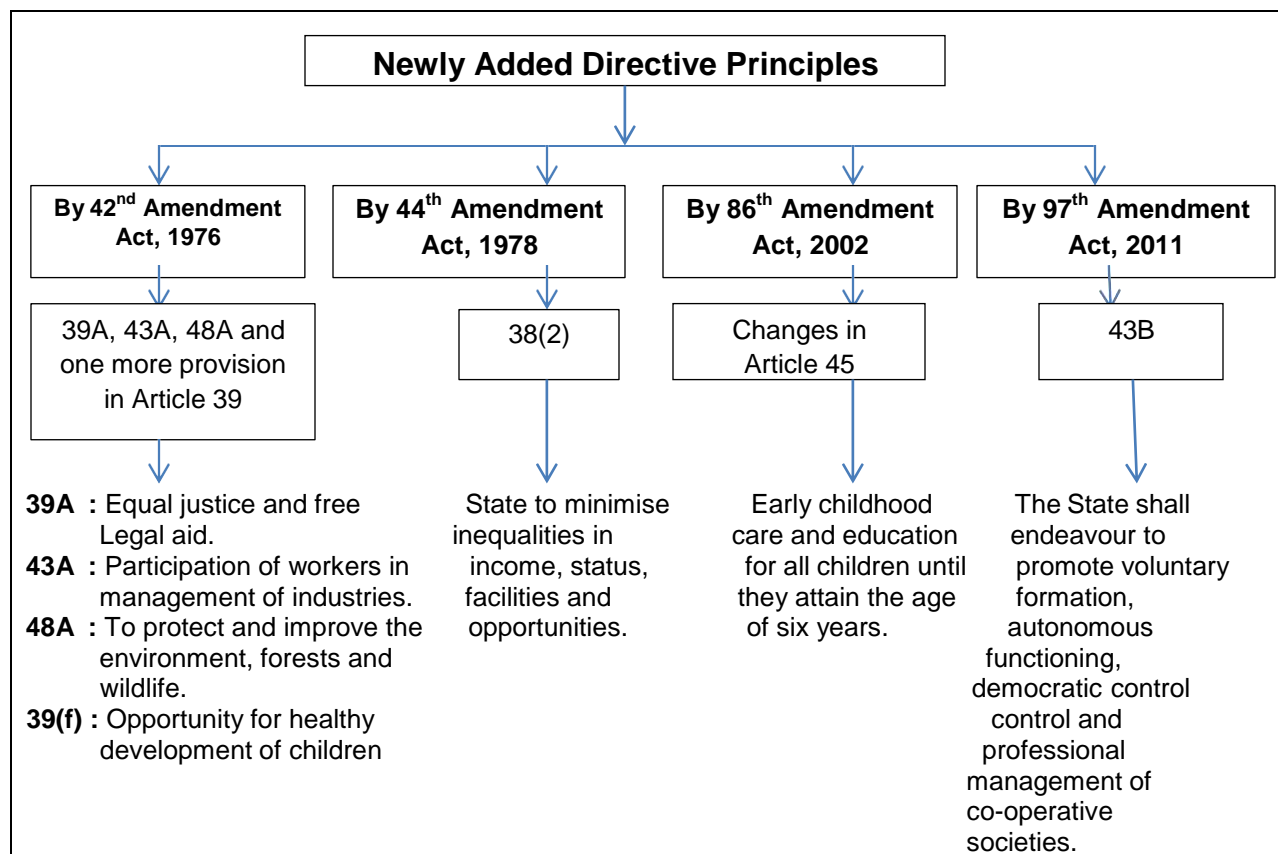 Newly Added Directive Principles
By 42nd Amendment
Act, 1976
By 44th Amendment
Act, 1978
By 86th Amendment
Act, 2002
By 97th Amendment
Act, 2011
39A, 43A, 48A and
one more provision
in Article 39
38(2)
Changes in
Article 45
43B
39A : Equal justice and free
Legal aid.
43A : Participation of workers in
management of industries.
48A : To protect and improve the
environment, forests and
wildlife.
39(f) : Opportunity for healthy
development of children
State to minimise
inequalities in
income, status,
facilities and
opportunities.
Early childhood
care and education
for all children until
they attain the age
of six years.
The State shall
endeavour to
promote voluntary
formation,
autonomous
functioning,
democratic control
control and
professional
management of
co-operative
societies.